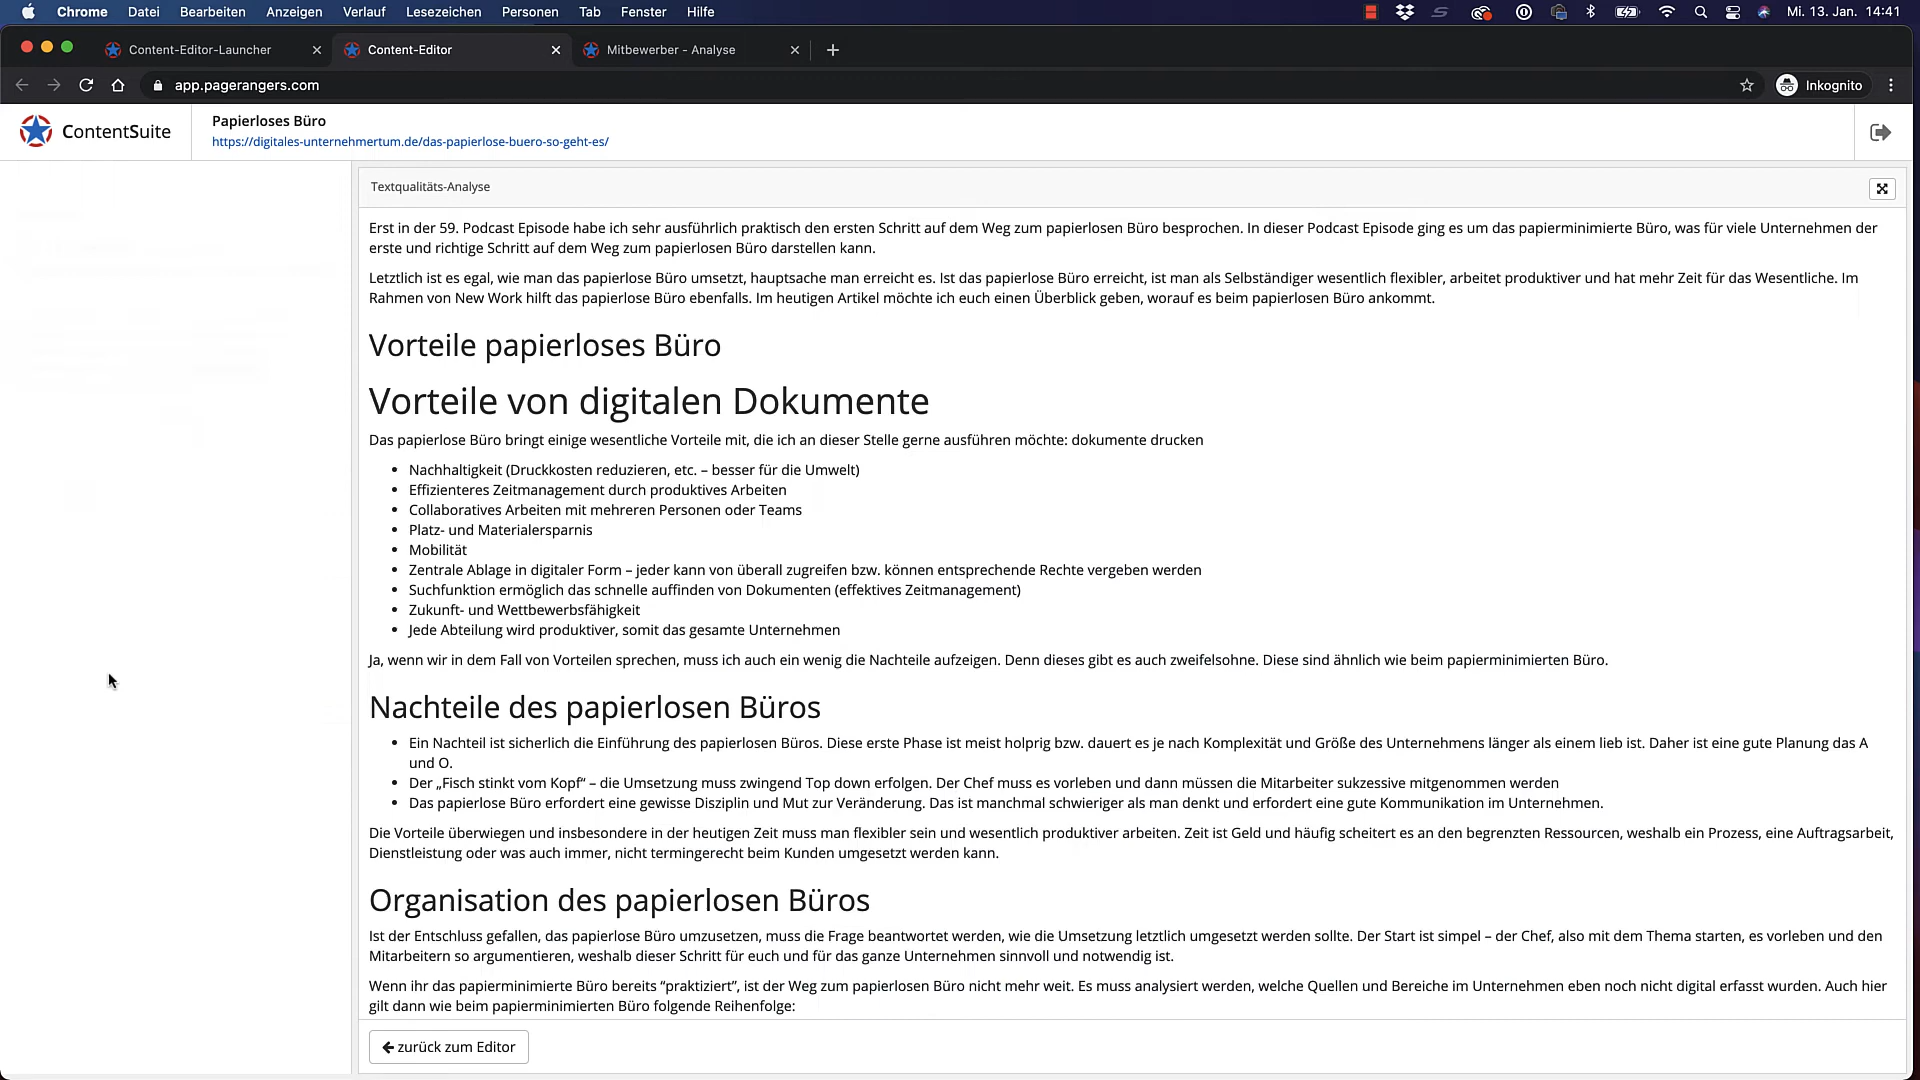 Chrome Datei Bearbeiten Anzeigen Verlauf Lesezeichen Personen Tab Fenster Hilfe Mi. 13. Jan. 14:41
Content-Editor-Launcher Content-Editor Mitbewerber - Analyse
app.pagerangers.com Inkognito
ContentSuite
Papierloses Büro
https://digitales-unternehmertum.de/das-papierlose-buero-so-geht-es/
Textqualitäts-Analyse
Erst in der 59. Podcast Episode habe ich sehr ausführlich praktisch den ersten Schritt auf dem Weg zum papierlosen Büro besprochen. In dieser Podcast Episode ging es um das papierminimierte Büro, was für viele Unternehmen der
erste und richtige Schritt auf dem Weg zum papierlosen Büro darstellen kann.
Letztlich ist es egal, wie man das papierlose Büro umsetzt, hauptsache man erreicht es. Ist das papierlose Büro erreicht, ist man als Selbständiger wesentlich flexibler, arbeitet produktiver und hat mehr Zeit für das Wesentliche. Im
Rahmen von New Work hilft das papierlose Büro ebenfalls. Im heutigen Artikel möchte ich euch einen Überblick geben, worauf es beim papierlosen Büro ankommt.
Vorteile papierloses Büro
Vorteile von digitalen Dokumente
Das papierlose Büro bringt einige wesentliche Vorteile mit, die ich an dieser Stelle gerne ausführen möchte: dokumente drucken
• Nachhaltigkeit (Druckkosten reduzieren, etc. – besser für die Umwelt)
• Effizienteres Zeitmanagement durch produktives Arbeiten
• Collaboratives Arbeiten mit mehreren Personen oder Teams
• Platz- und Materialersparnis
• Mobilität
• Zentrale Ablage in digitaler Form – jeder kann von überall zugreifen bzw. können entsprechende Rechte vergeben werden
• Suchfunktion ermöglich das schnelle auffinden von Dokumenten (effektives Zeitmanagement)
• Zukunft- und Wettbewerbsfähigkeit
• Jede Abteilung wird produktiver, somit das gesamte Unternehmen
Ja, wenn wir in dem Fall von Vorteilen sprechen, muss ich auch ein wenig die Nachteile aufzeigen. Denn dieses gibt es auch zweifelsohne. Diese sind ähnlich wie beim papierminimierten Büro.
Nachteile des papierlosen Büros
• Ein Nachteil ist sicherlich die Einführung des papierlosen Büros. Diese erste Phase ist meist holprig bzw. dauert es je nach Komplexität und Größe des Unternehmens länger als einem lieb ist. Daher ist eine gute Planung das A
und O.
• Der „Fisch stinkt vom Kopf“ – die Umsetzung muss zwingend Top down erfolgen. Der Chef muss es vorleben und dann müssen die Mitarbeiter sukzessive mitgenommen werden
• Das papierlose Büro erfordert eine gewisse Disziplin und Mut zur Veränderung. Das ist manchmal schwieriger als man denkt und erfordert eine gute Kommunikation im Unternehmen.
Die Vorteile überwiegen und insbesondere in der heutigen Zeit muss man flexibler sein und wesentlich produktiver arbeiten. Zeit ist Geld und häufig scheitert es an den begrenzten Ressourcen, weshalb ein Prozess, eine Auftragsarbeit,
Dienstleistung oder was auch immer, nicht termingerecht beim Kunden umgesetzt werden kann.
Organisation des papierlosen Büros
Ist der Entschluss gefallen, das papierlose Büro umzusetzen, muss die Frage beantwortet werden, wie die Umsetzung letztlich umgesetzt werden sollte. Der Start ist simpel – der Chef, also mit dem Thema starten, es vorleben und den
Mitarbeitern so argumentieren, weshalb dieser Schritt für euch und für das ganze Unternehmen sinnvoll und notwendig ist.
Wenn ihr das papierminimierte Büro bereits “praktiziert”, ist der Weg zum papierlosen Büro nicht mehr weit. Es muss analysiert werden, welche Quellen und Bereiche im Unternehmen eben noch nicht digital erfasst wurden. Auch hier
gilt dann wie beim papierminimierten Büro folgende Reihenfolge:
zurück zum Editor